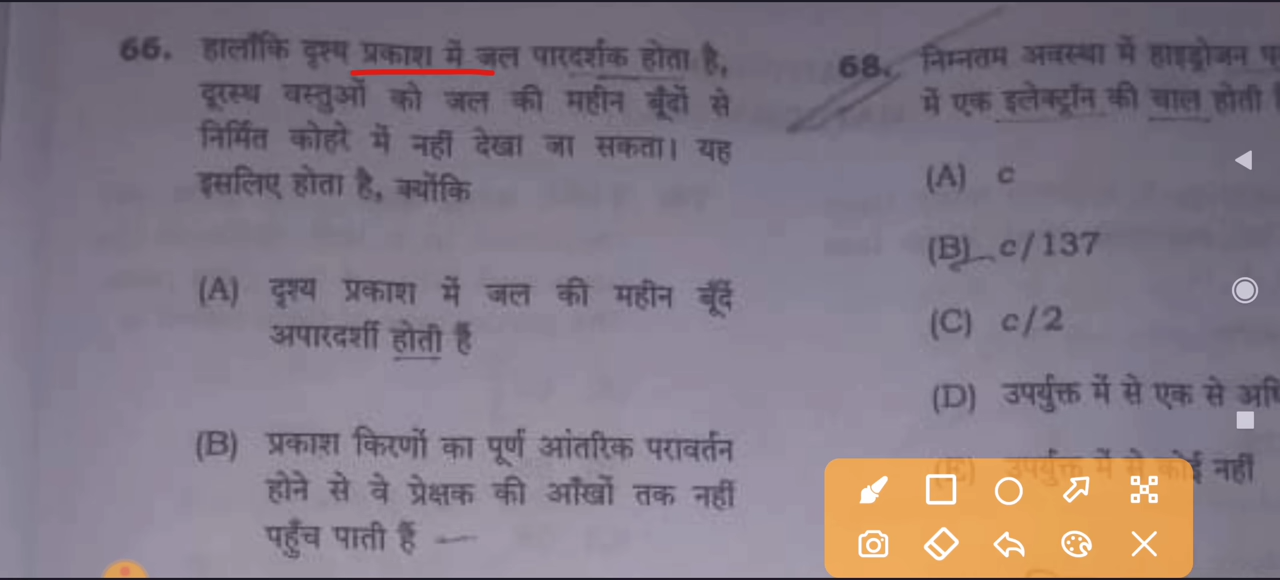 66. हालाँकि दृश्य प्रकाश में जल पारदर्शक होता है,
दूरस्थ वस्तुओं को जल की महीन बूँदों से
निर्मित कोहरे में नहीं देखा जा सकता। यह
इसलिए होता है, क्योंकि
(A) दृश्य प्रकाश में जल की महीन बूँदें
अपारदर्शी होती हैं
(B) प्रकाश किरणों का पूर्ण आंतरिक परावर्तन
होने से वे प्रेक्षक की आँखों तक नहीं
पहुँच पाती हैं
68. निम्नतम अवस्था में हाइड्रोजन
में एक इलेक्ट्रॉन की चाल होती
(A) c
(B) c/137
(C) c/2
(D) उपर्युक्त में से एक से
(E) उपर्युक्त में से कोई नहीं